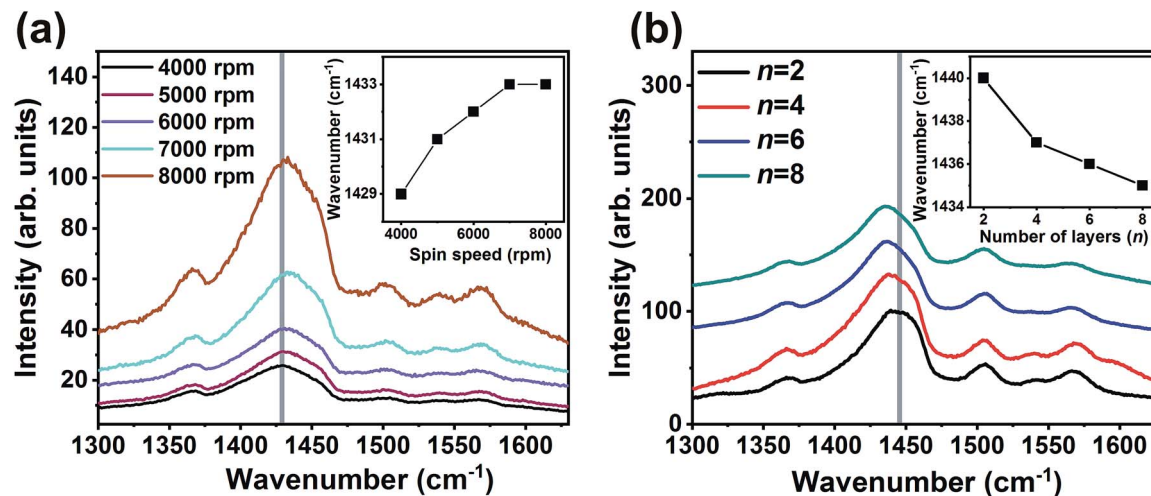 (a)
4000 rpm
5000 rpm
6000 rpm
7000 rpm
8000 rpm
Intensity (arb. units)
140
120
100
80
60
40
20
1300 1350 1400 1450 1500 1550 1600
Wavenumber (cm⁻¹)
Wavenumber (cm⁻¹)
1433
1431
1429
4000 6000 8000
Spin speed (rpm)
(b)
n=2
n=4
n=6
n=8
Intensity (arb. units)
300
200
100
0
1300 1350 1400 1450 1500 1550 1600
Wavenumber (cm⁻¹)
Wavenumber (cm⁻¹)
1440
1438
1436
1434
2 4 6 8
Number of layers (n)